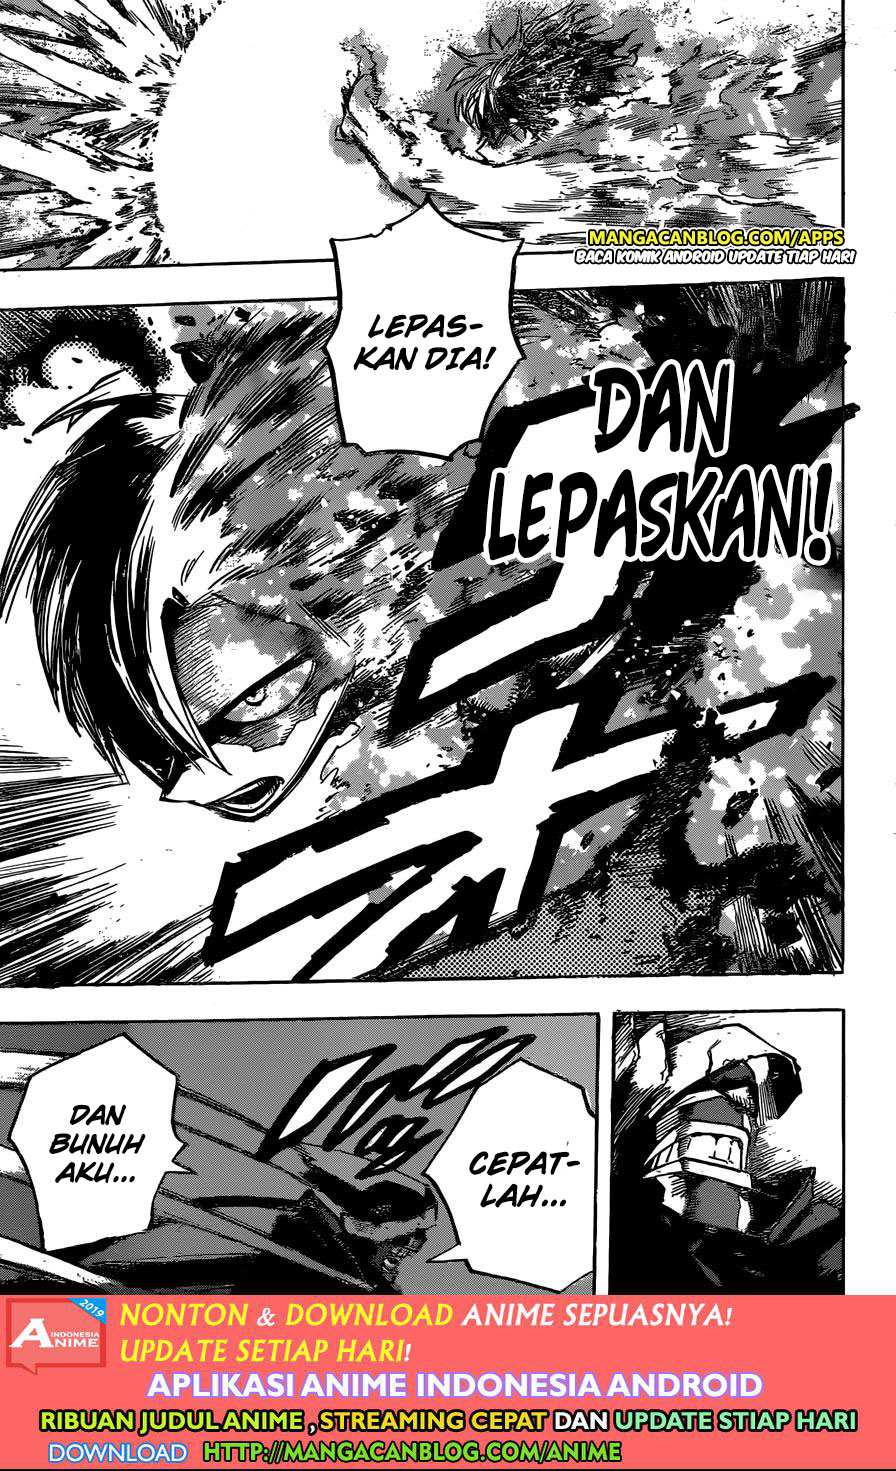 MANGACANBLOG.COM/APPS
BACA KOMIK ANDROID UPDATE TIAP HARI
LEPAS-
KAN DIA!
DAN
LEPASKAN!
CEPAT-
LAH...
DAN
BUNUH
AKU...
2019
INDONESIA
ANIME
NONTON & DOWNLOAD ANIME SEPUASNYA!
UPDATE SETIAP HARI!
APLIKASI ANIME INDONESIA ANDROID
RIBUAN JUDUL ANIME , STREAMING CEPAT DAN UPDATE STIAP HARI
DOWNLOAD HTTP://MANGACANBLOG.COM/ANIME